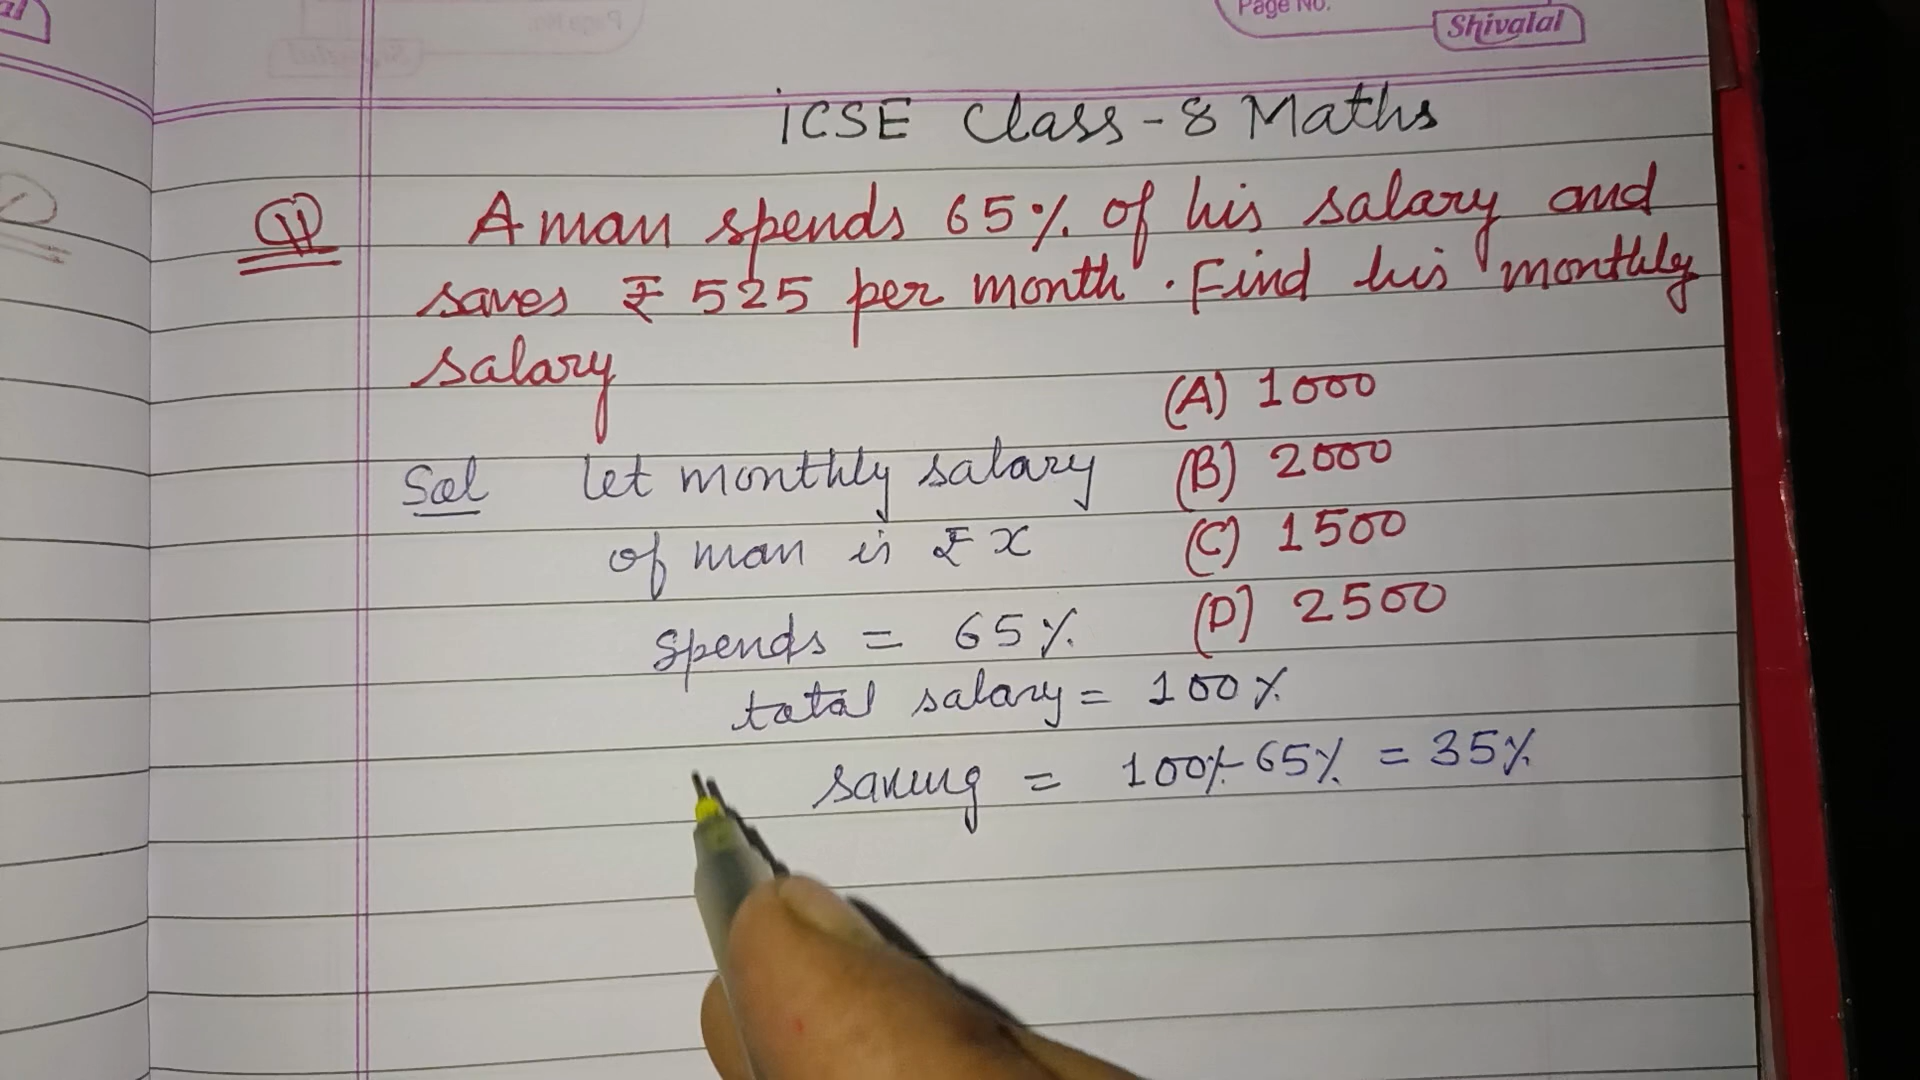 Page No.
Shivalal
iCSE Class - 8 Maths
Q1) A man spends 65% of his salary and
saves ₹ 525 per month. Find his monthly
salary
(A) 1000
Sol let monthly salary (B) 2000
of man is ₹ x (C) 1500
spends = 65% (D) 2500
total salary = 100%
saving = 100% - 65% = 35%